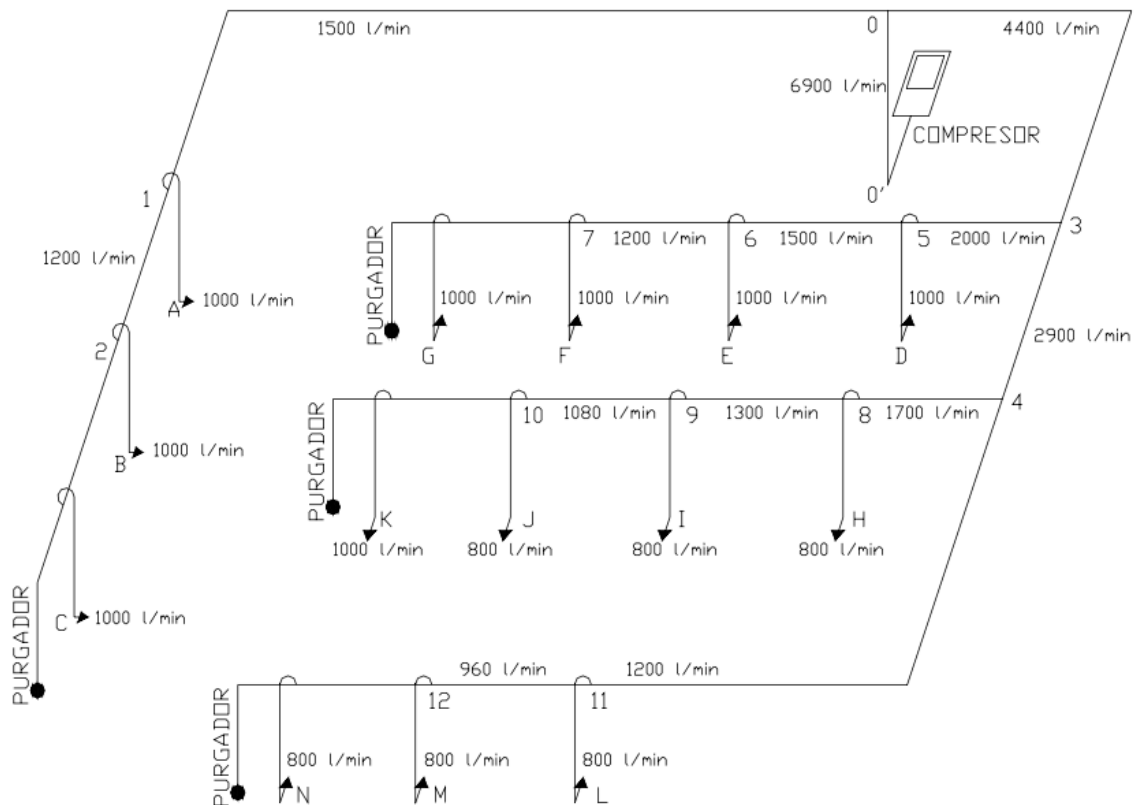 1500 l/min
O
4400 l/min
6900 l/min
COMPRESOR
O'
1
1200 l/min
A
1000 l/min
2
B
1000 l/min
C
1000 l/min
PURGADOR
7
1200 l/min
6
1500 l/min
5
2000 l/min
3
PURGADOR
1000 l/min
1000 l/min
1000 l/min
1000 l/min
G
F
E
D
2900 l/min
10
1080 l/min
9
1300 l/min
8
1700 l/min
4
PURGADOR
K
J
I
H
1000 l/min
800 l/min
800 l/min
800 l/min
960 l/min
1200 l/min
12
11
PURGADOR
800 l/min
800 l/min
800 l/min
N
M
L